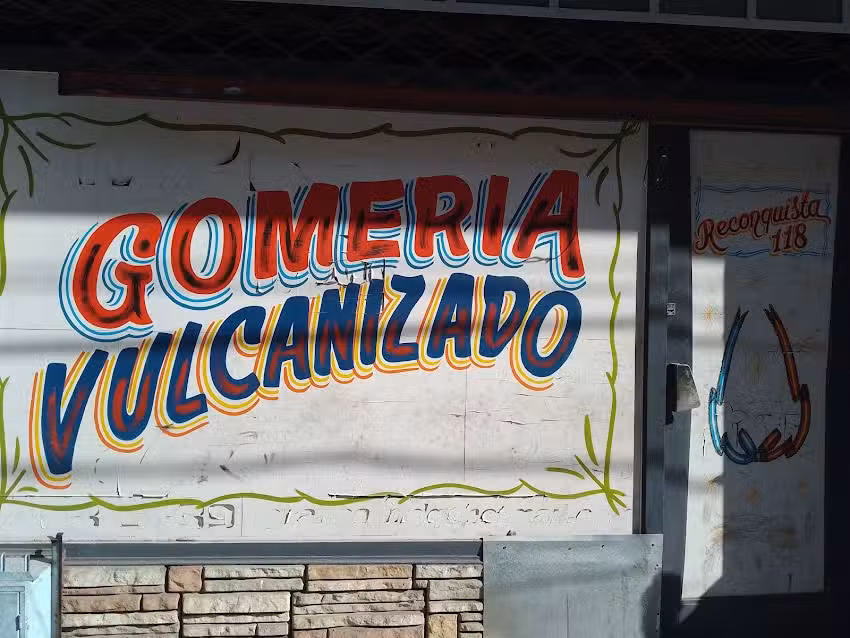 GOMERIA
VULCANIZADO
Reconquista
118